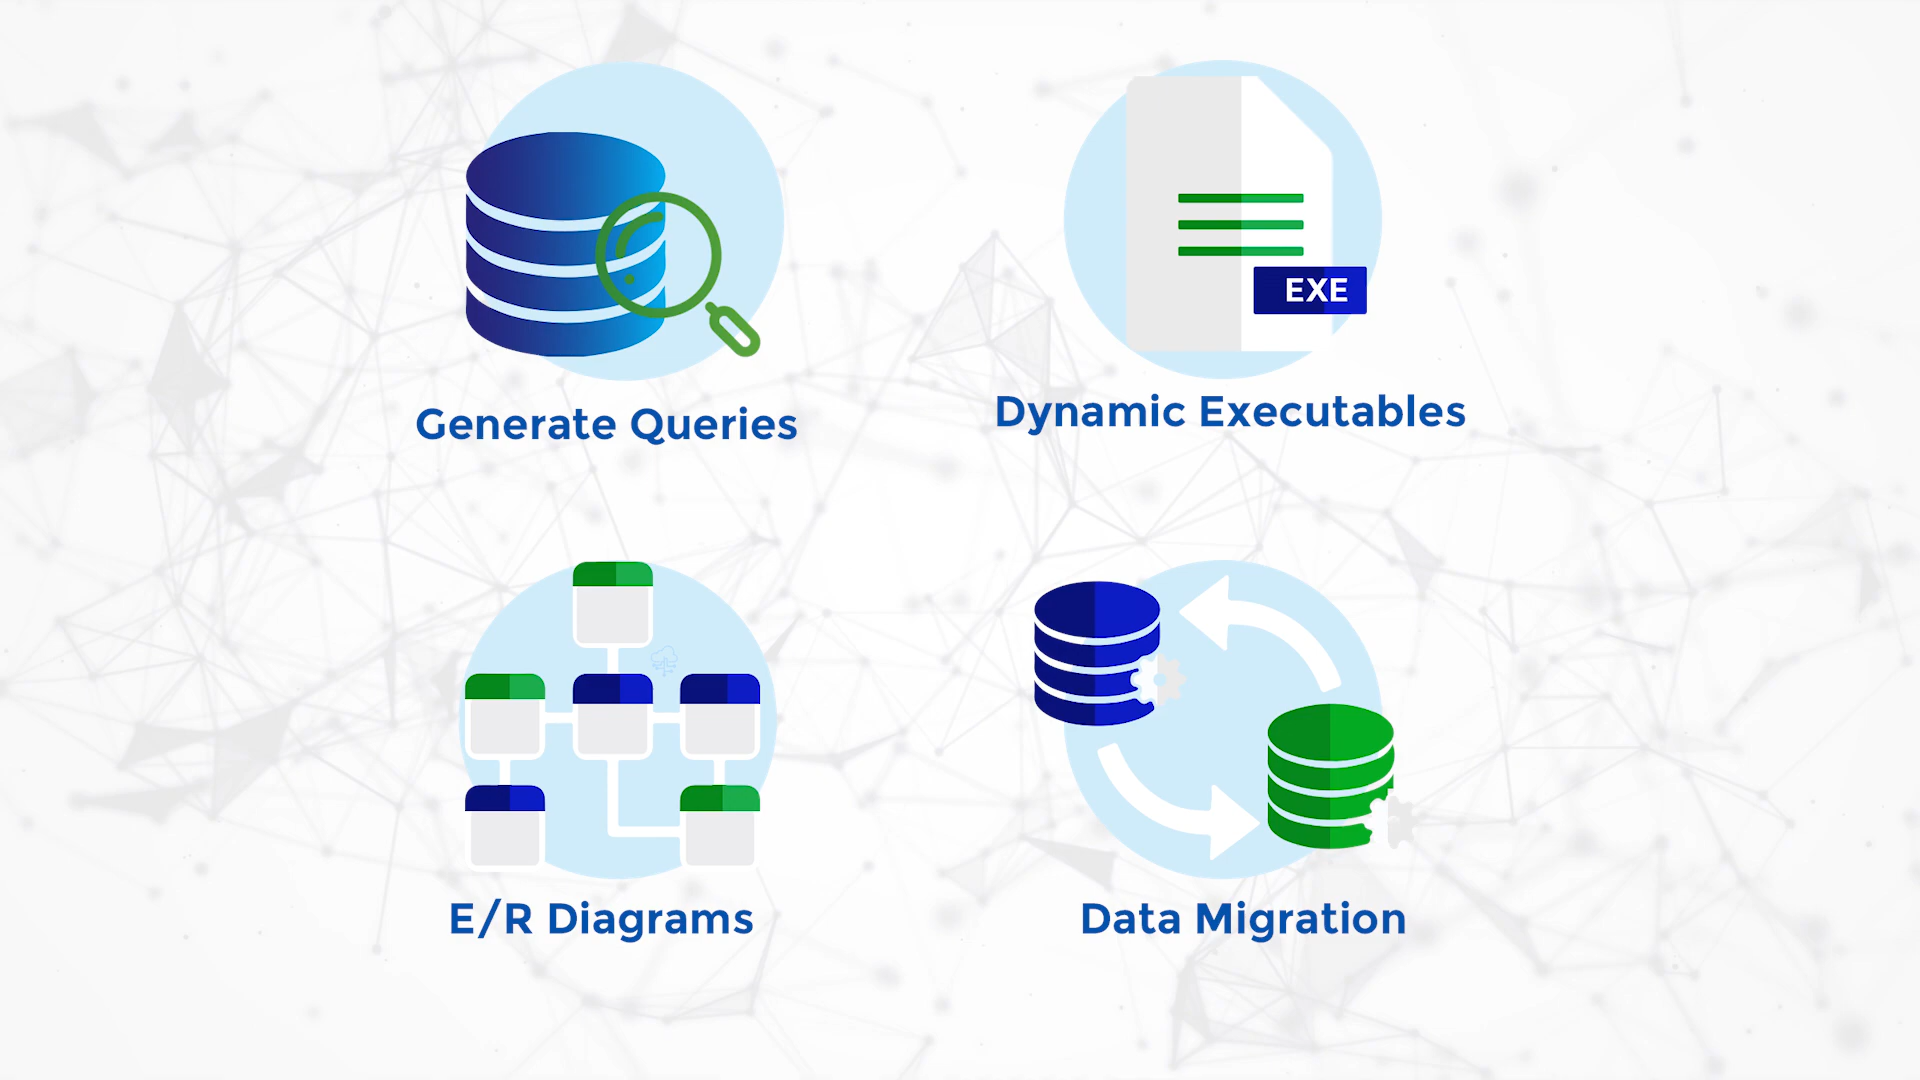 Generate Queries
Dynamic Executables
EXE
E/R Diagrams
Data Migration